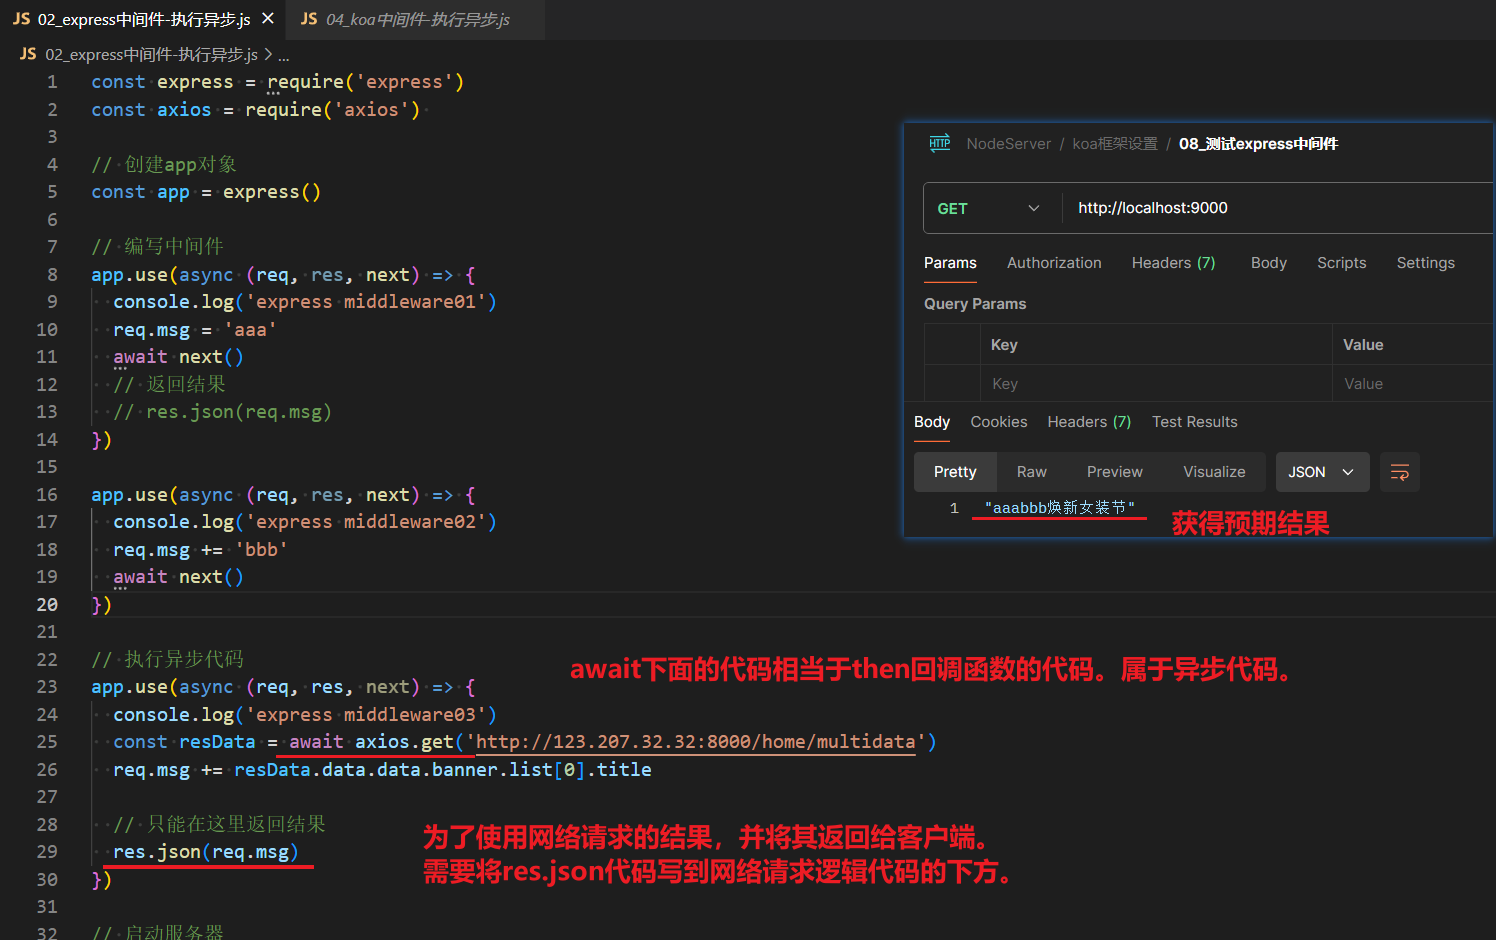 JS 02_express中间件-执行异步.js ×
JS 04_koa中间件-执行异步.js
JS 02_express中间件-执行异步.js > ...
1 const express = require('express')
2 const axios = require('axios')
3
4 // 创建app对象
5 const app = express()
6
7 // 编写中间件
8 app.use(async (req, res, next) => {
9 console.log('express middleware01')
10 req.msg = 'aaa'
11 await next()
12 // 返回结果
13 // res.json(req.msg)
14 })
15
16 app.use(async (req, res, next) => {
17 console.log('express middleware02')
18 req.msg += 'bbb'
19 await next()
20 })
21
22 // 执行异步代码
23 app.use(async (req, res, next) => {
24 console.log('express middleware03')
25 const resData = await axios.get('http://123.207.32.32:8000/home/multidata')
26 req.msg += resData.data.data.banner.list[0].title
27
28 // 只能在这里返回结果
29 res.json(req.msg)
30 })
31
32 // 启动服务器
await下面的代码相当于then回调函数的代码。属于异步代码。
为了使用网络请求的结果，并将其返回给客户端。
需要将res.json代码写到网络请求逻辑代码的下方。
HTTP NodeServer / koa框架设置 / 08_测试express中间件
GET http://localhost:9000
Params Authorization Headers (7) Body Scripts Settings
Query Params
Key Value
Key Value
Body Cookies Headers (7) Test Results
Pretty Raw Preview Visualize JSON
1 "aaabbb焕新女装节"
获得预期结果